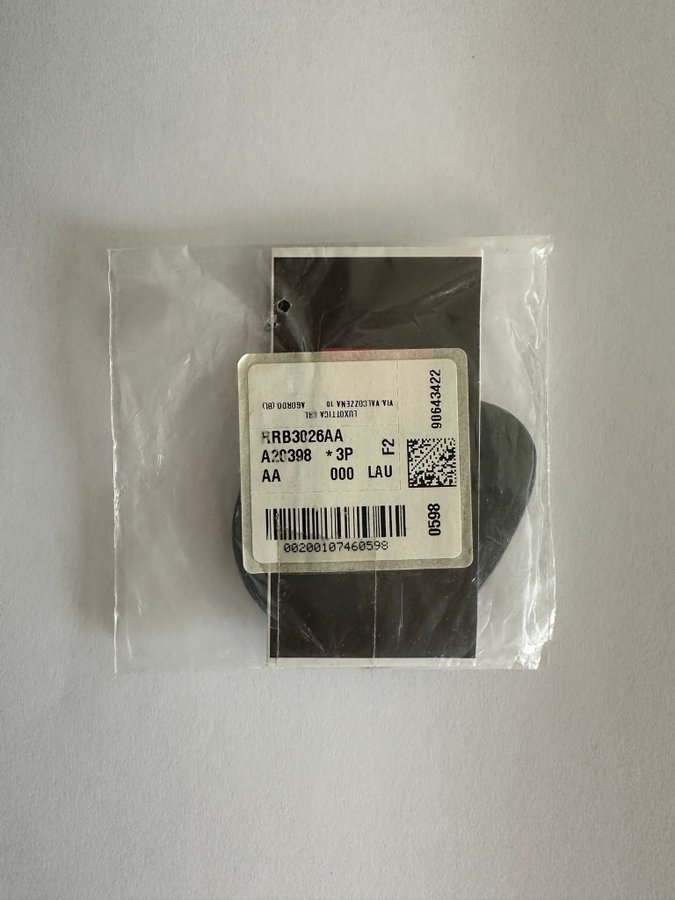 LUXOTTICA SRL
VIA VALCOZZENA 10 AGORDO (BL)
RRB3026AA
A20398 *3P F2
AA 000 LAU
00200107460598
90643422
0598